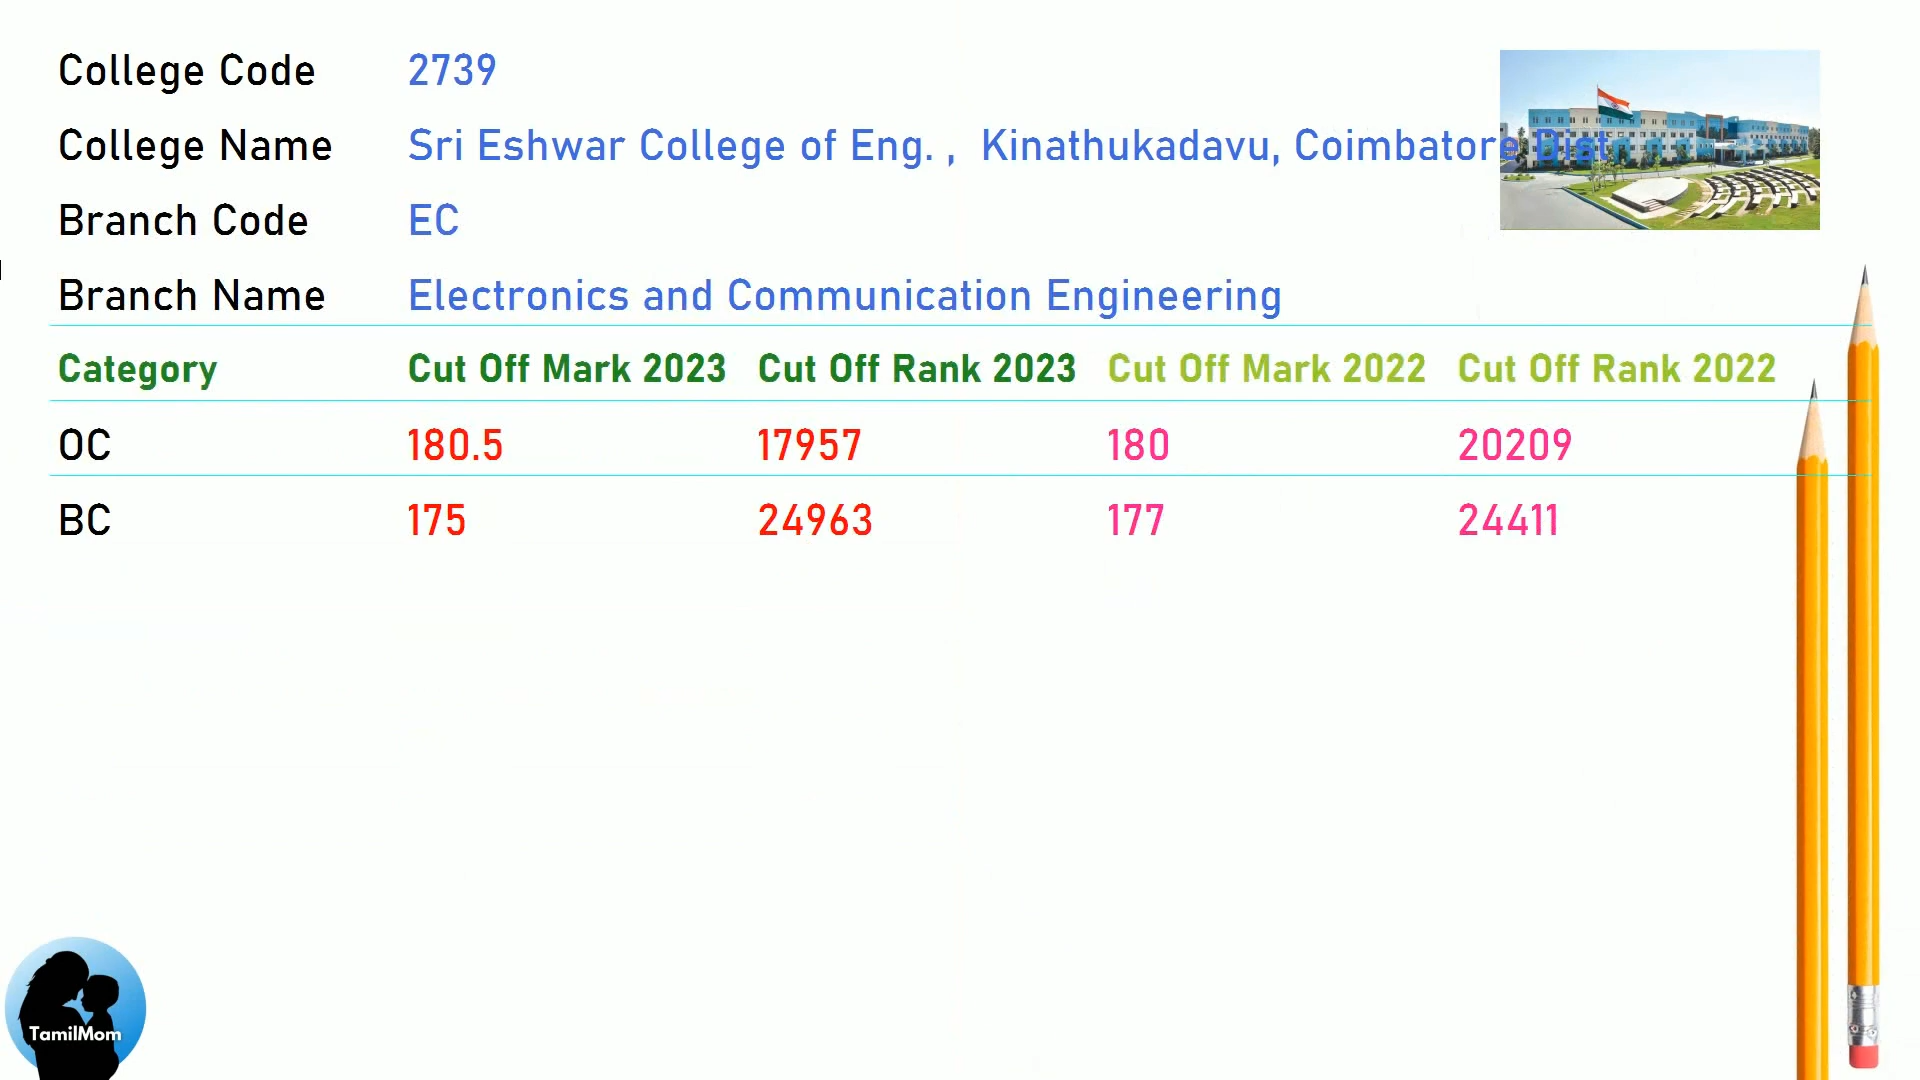 College Code 2739
College Name Sri Eshwar College of Eng. , Kinathukadavu, Coimbatore Dist
Branch Code EC
Branch Name Electronics and Communication Engineering
Category Cut Off Mark 2023 Cut Off Rank 2023 Cut Off Mark 2022 Cut Off Rank 2022
OC 180.5 17957 180 20209
BC 175 24963 177 24411
TamilMom